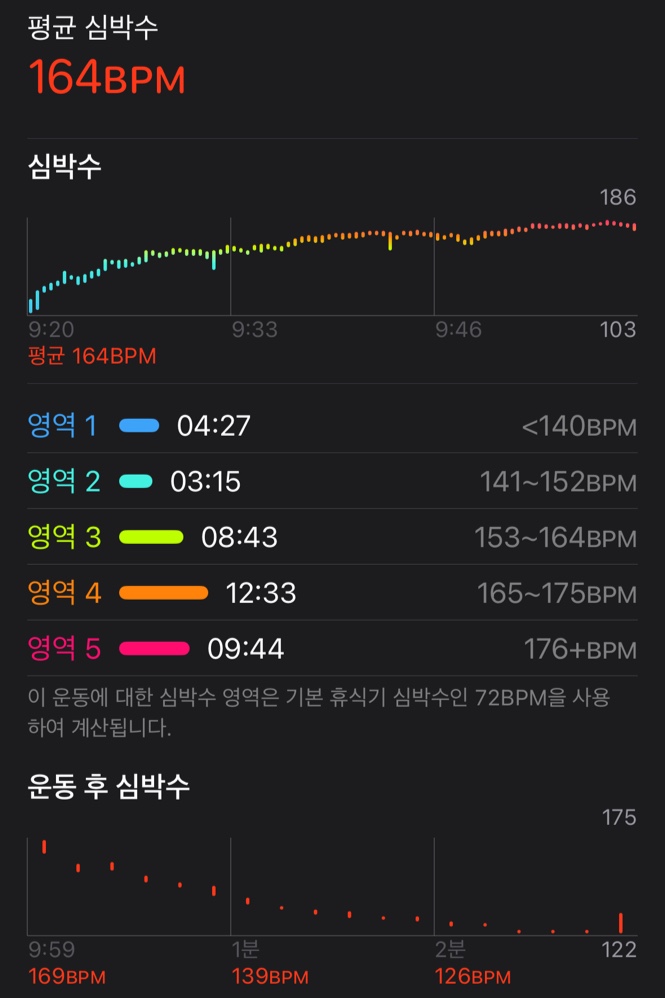 평균 심박수
164BPM
심박수
186
9:20 9:33 9:46 103
평균 164BPM
영역 1 04:27 <140BPM
영역 2 03:15 141~152BPM
영역 3 08:43 153~164BPM
영역 4 12:33 165~175BPM
영역 5 09:44 176+BPM
이 운동에 대한 심박수 영역은 기본 휴식기 심박수인 72BPM을 사용
하여 계산됩니다.
운동 후 심박수
175
9:59 1분 2분 122
169BPM 139BPM 126BPM